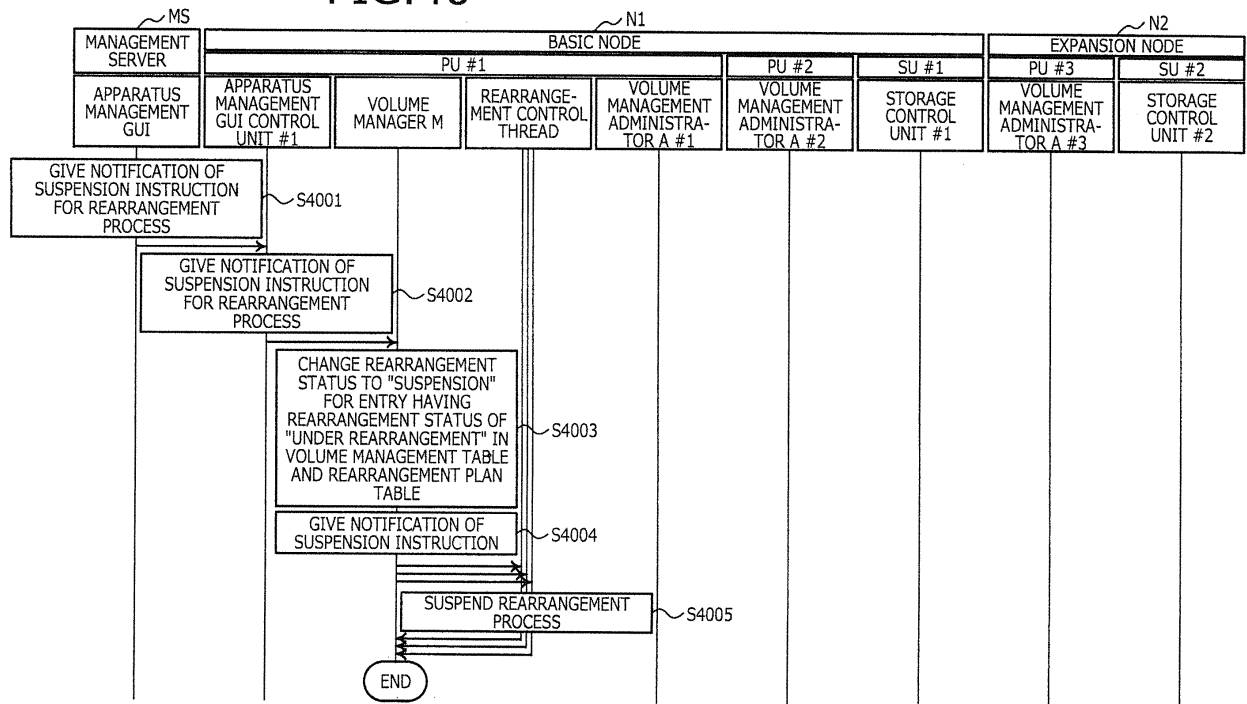 MS
N1
N2
MANAGEMENT
SERVER
BASIC NODE
EXPANSION NODE
PU #1
PU #2
SU #1
PU #3
SU #2
APPARATUS
MANAGEMENT
GUI
APPARATUS
MANAGEMENT
GUI CONTROL
UNIT #1
VOLUME
MANAGER M
REARRANGE-
MENT CONTROL
THREAD
VOLUME
MANAGEMENT
ADMINISTRA-
TOR A #1
VOLUME
MANAGEMENT
ADMINISTRA-
TOR A #2
STORAGE
CONTROL
UNIT #1
VOLUME
MANAGEMENT
ADMINISTRA-
TOR A #3
STORAGE
CONTROL
UNIT #2
GIVE NOTIFICATION OF
SUSPENSION INSTRUCTION
FOR REARRANGEMENT
PROCESS
S4001
GIVE NOTIFICATION OF
SUSPENSION INSTRUCTION
FOR REARRANGEMENT
PROCESS
S4002
CHANGE REARRANGEMENT
STATUS TO "SUSPENSION"
FOR ENTRY HAVING
REARRANGEMENT STATUS OF
"UNDER REARRANGEMENT" IN
VOLUME MANAGEMENT TABLE
AND REARRANGEMENT PLAN
TABLE
S4003
GIVE NOTIFICATION OF
SUSPENSION INSTRUCTION
S4004
SUSPEND REARRANGEMENT
PROCESS
S4005
END